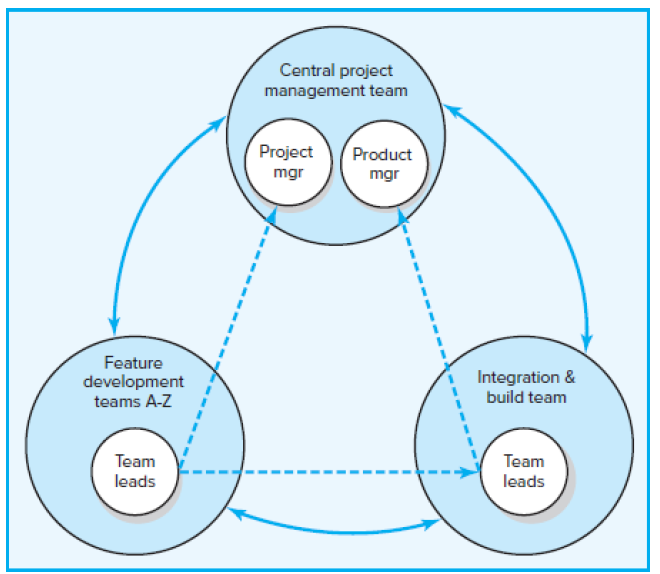 Central project
management team
Project
mgr
Product
mgr
Feature
development
teams A-Z
Team
leads
Integration &
build team
Team
leads